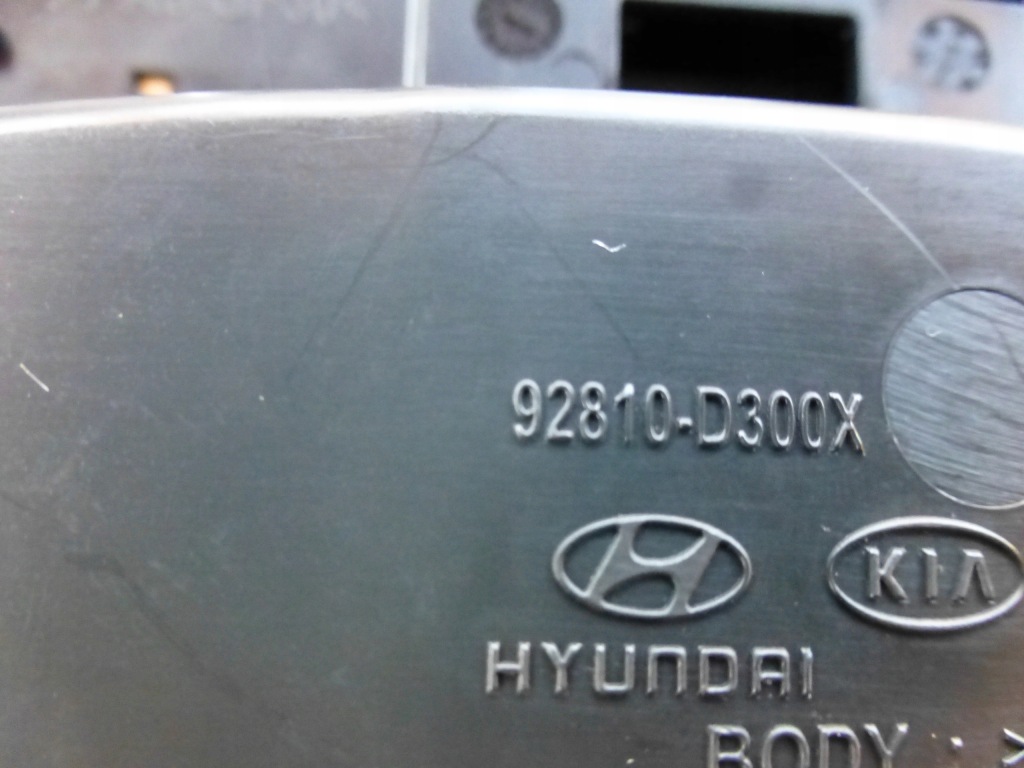 92810-D300X
KIA
HYUNDAI
BODY : >